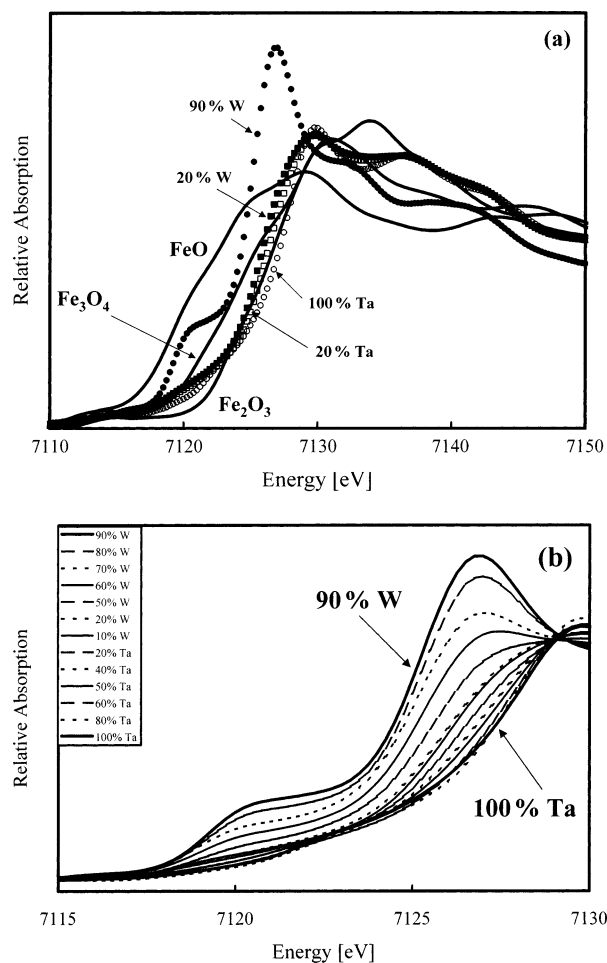 (a)
90% W
20% W
FeO
Fe3O4
100% Ta
20% Ta
Fe2O3
Relative Absorption
7110 7120 7130 7140 7150
Energy [eV]
(b)
90% W
80% W
70% W
60% W
50% W
20% W
10% W
20% Ta
40% Ta
50% Ta
60% Ta
80% Ta
100% Ta
90% W
100% Ta
Relative Absorption
7115 7120 7125 7130
Energy [eV]